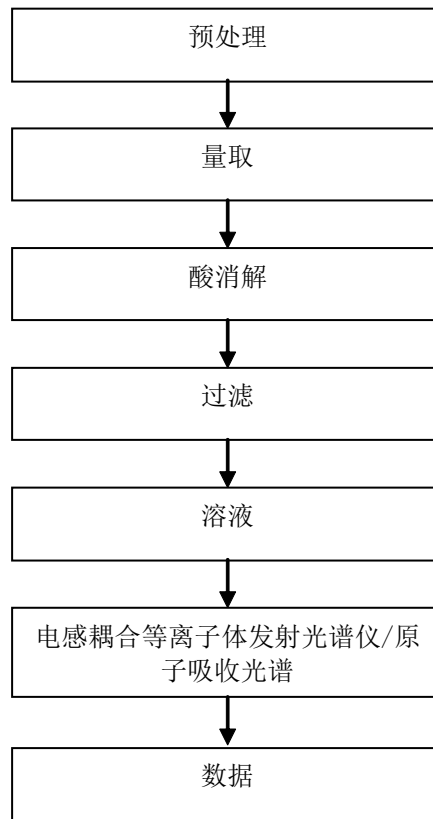 预处理
量取
酸消解
过滤
溶液
电感耦合等离子体发射光谱仪/原
子吸收光谱
数据